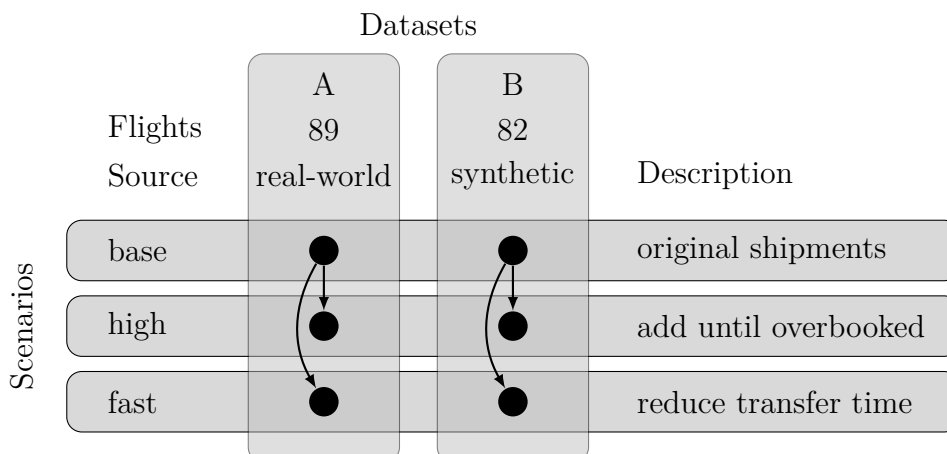 Datasets
A B
Flights 89 82
Source real-world synthetic Description
base original shipments
high add until overbooked
fast reduce transfer time
Scenarios